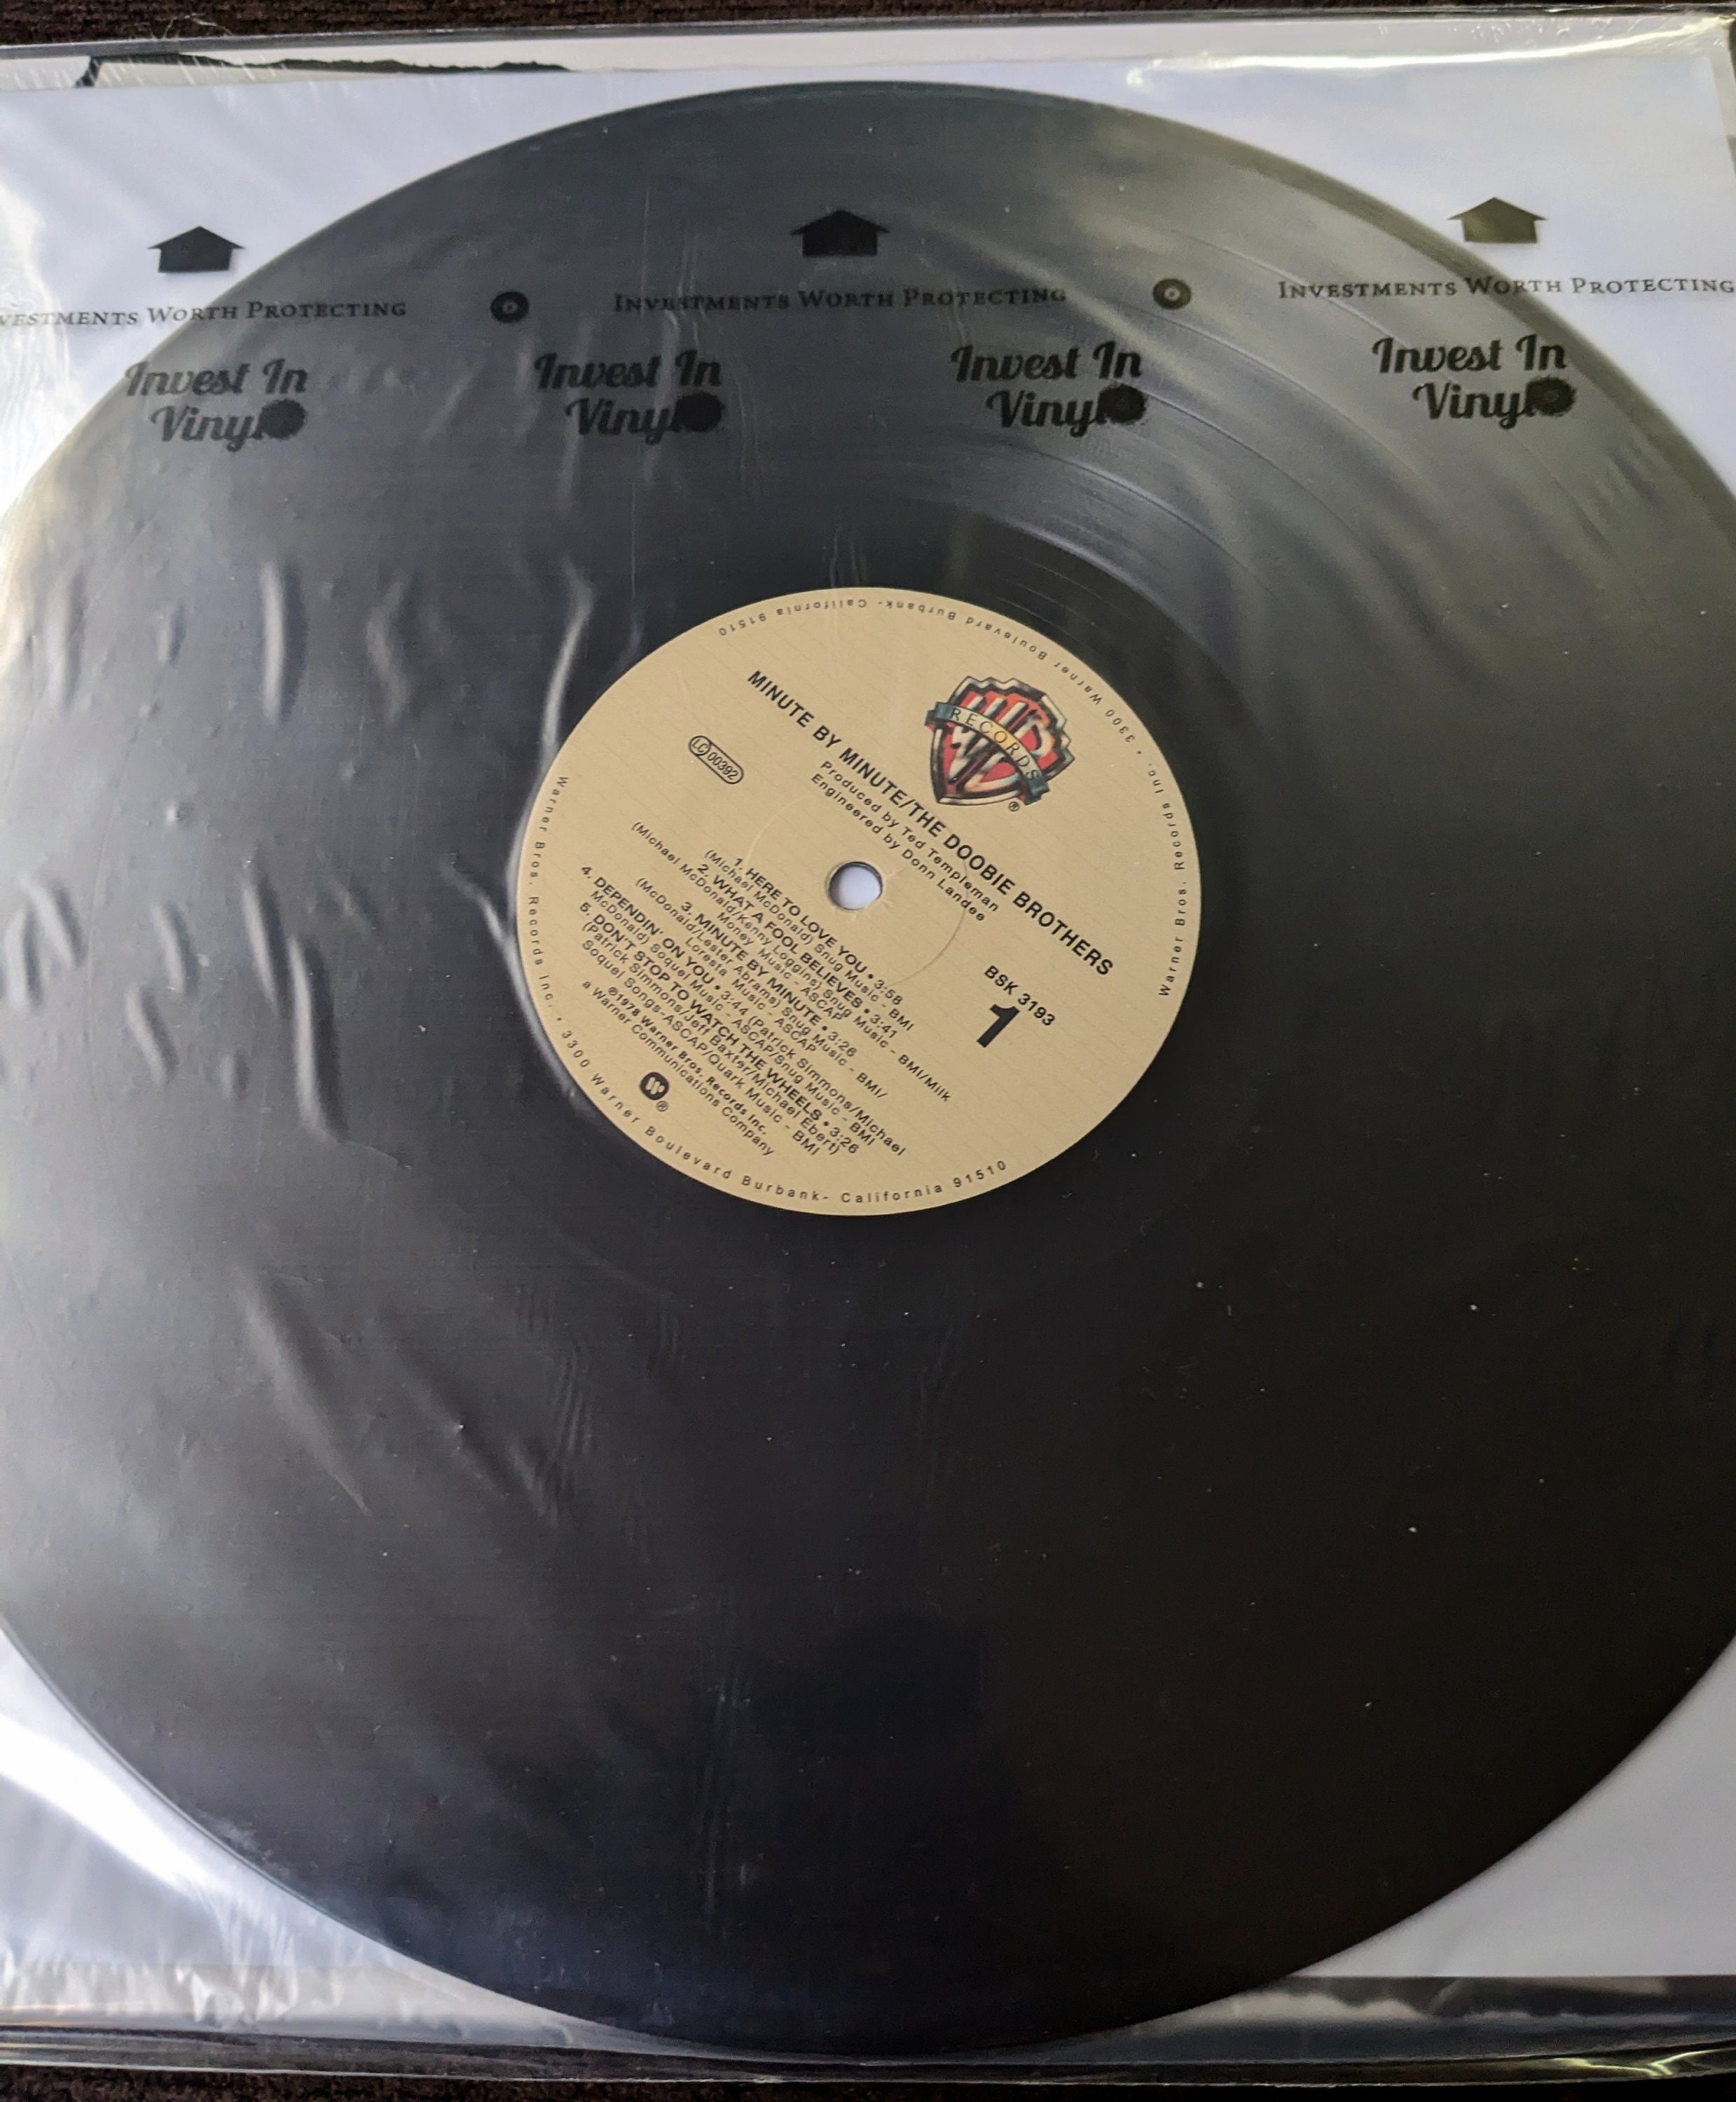 VESTMENTS WORTH PROTECTING
INVESTMENTS WORTH PROTECTING
INVESTMENTS WORTH PROTECTING
Invest In
Vinyl
Invest In
Vinyl
Invest In
Vinyl
Invest In
Vinyl
RECORDS
®
MINUTE BY MINUTE/THE DOOBIE BROTHERS
Produced by Ted Templeman
Engineered by Donn Landee
LC 00392
BSK 3193
1
1. HERE TO LOVE YOU • 3:58
(Michael McDonald) Snug Music - BMI
2. WHAT A FOOL BELIEVES • 3:41
(Michael McDonald/Kenny Loggins) Snug Music - BMI/Milk
Money Music - ASCAP
3. MINUTE BY MINUTE • 3:26
(McDonald/Lester Abrams) Snug Music - BMI/
Loresta Music - ASCAP
4. DEPENDIN' ON YOU • 3:44 (Patrick Simmons/Michael
McDonald) Soquel Music - ASCAP/Snug Music - BMI
5. DON'T STOP TO WATCH THE WHEELS • 3:26
(Patrick Simmons/Jeff Baxter/Michael Ebert)
Soquel Songs-ASCAP/Quark Music - BMI
℗1978 Warner Bros. Records Inc.
a Warner Communications Company
®
Warner Bros. Records Inc. • 3300 Warner Boulevard Burbank- California 91510
Warner Bros. Records Inc. • 3300 Warner Boulevard Burbank- California 91510